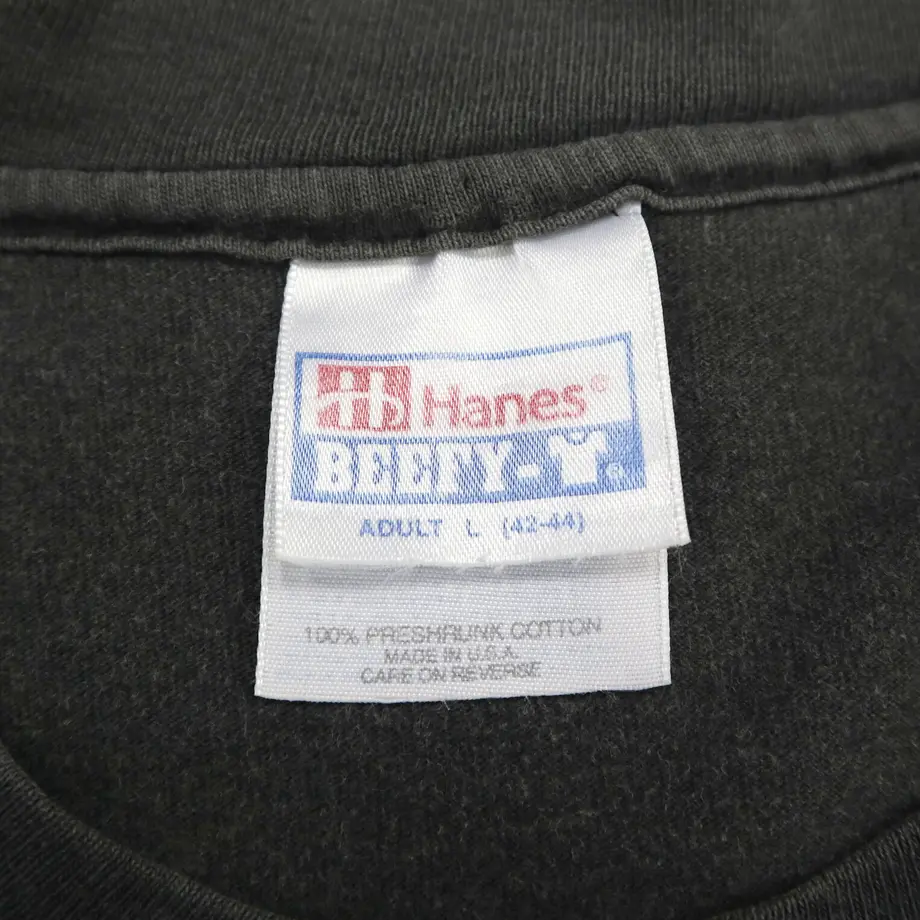 Hanes®
BEEFY-T®
ADULT L (42-44)
100% PRESHRUNK COTTON
MADE IN U.S.A.
CARE ON REVERSE